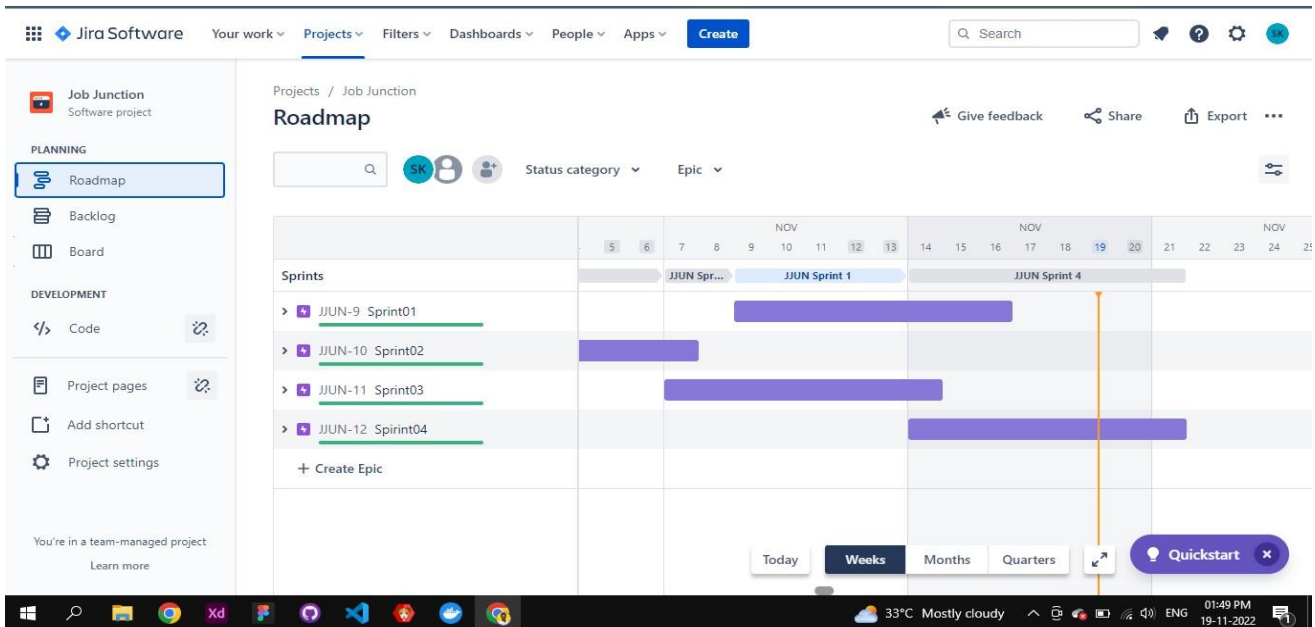 Jira Software Your work Projects Filters Dashboards People Apps Create Search SK
Job Junction
Software project
PLANNING
Roadmap
Backlog
Board
DEVELOPMENT
Code
Project pages
Add shortcut
Project settings
You're in a team-managed project
Learn more
Projects / Job Junction
Roadmap
Give feedback Share Export
SK Status category Epic
NOV NOV NOV
5 6 7 8 9 10 11 12 13 14 15 16 17 18 19 20 21 22 23 24 25
Sprints JJUN Spr... JJUN Sprint 1 JJUN Sprint 4
JJUN-9 Sprint01
JJUN-10 Sprint02
JJUN-11 Sprint03
JJUN-12 Spirint04
+ Create Epic
Today Weeks Months Quarters
Quickstart
Xd 33°C Mostly cloudy ENG 01:49 PM
19-11-2022
1